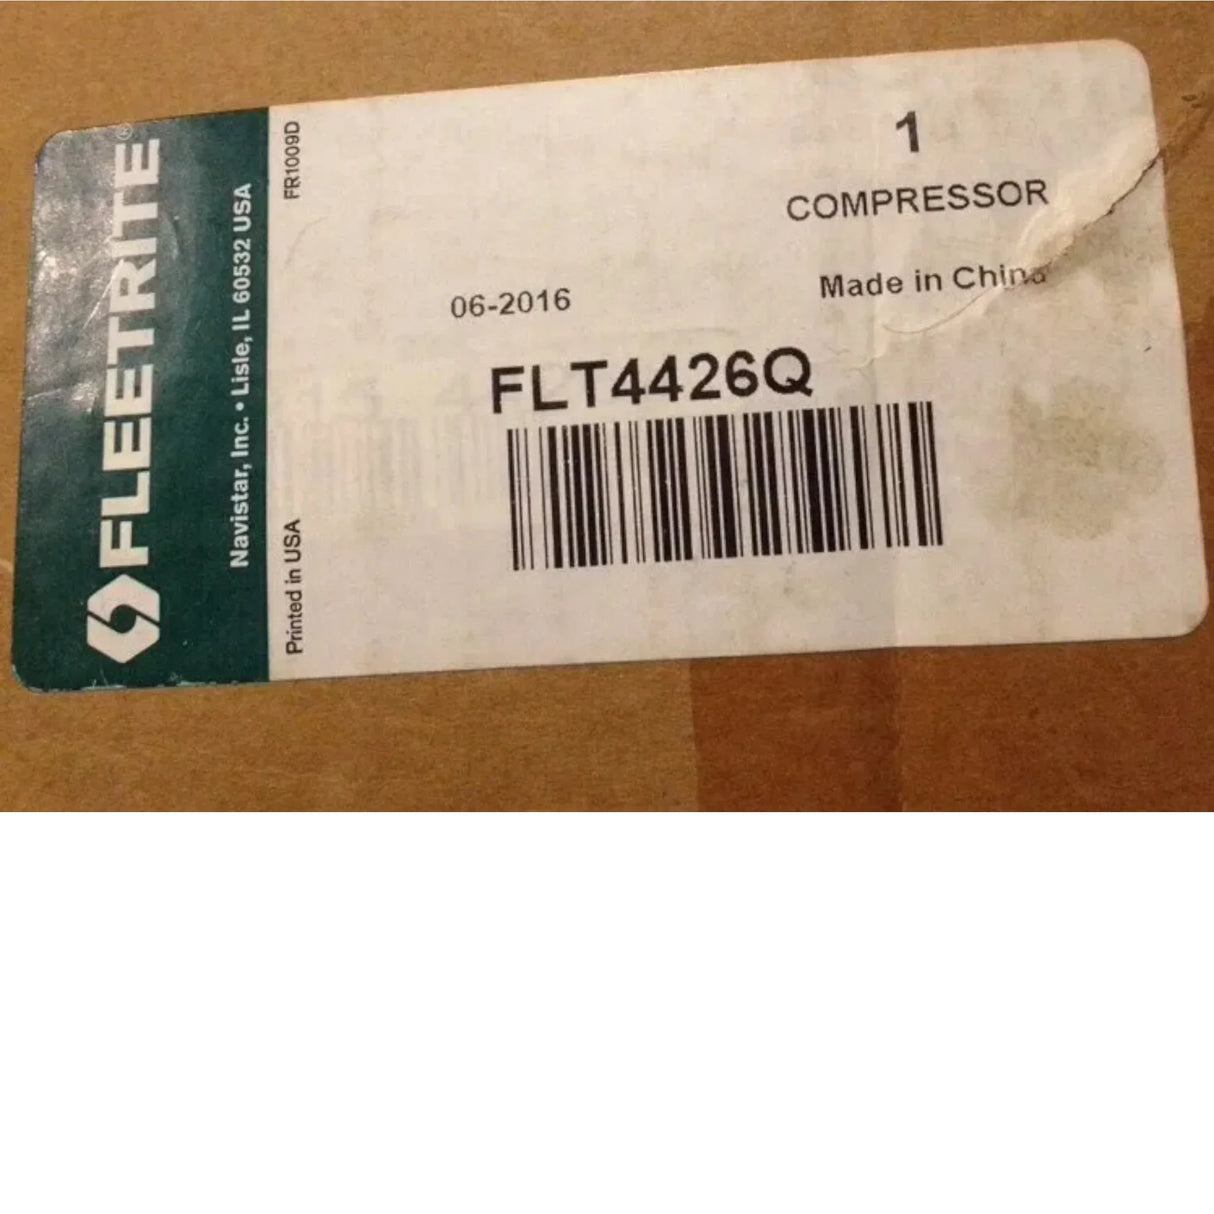 FLEETRITE®
Navistar, Inc. • Lisle, IL 60532 USA
FR1009D
Printed in USA
1
COMPRESSOR
Made in China
06-2016
FLT4426Q